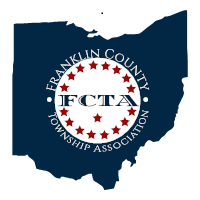 FRANKLIN COUNTY
FCTA
TOWNSHIP ASSOCIATION